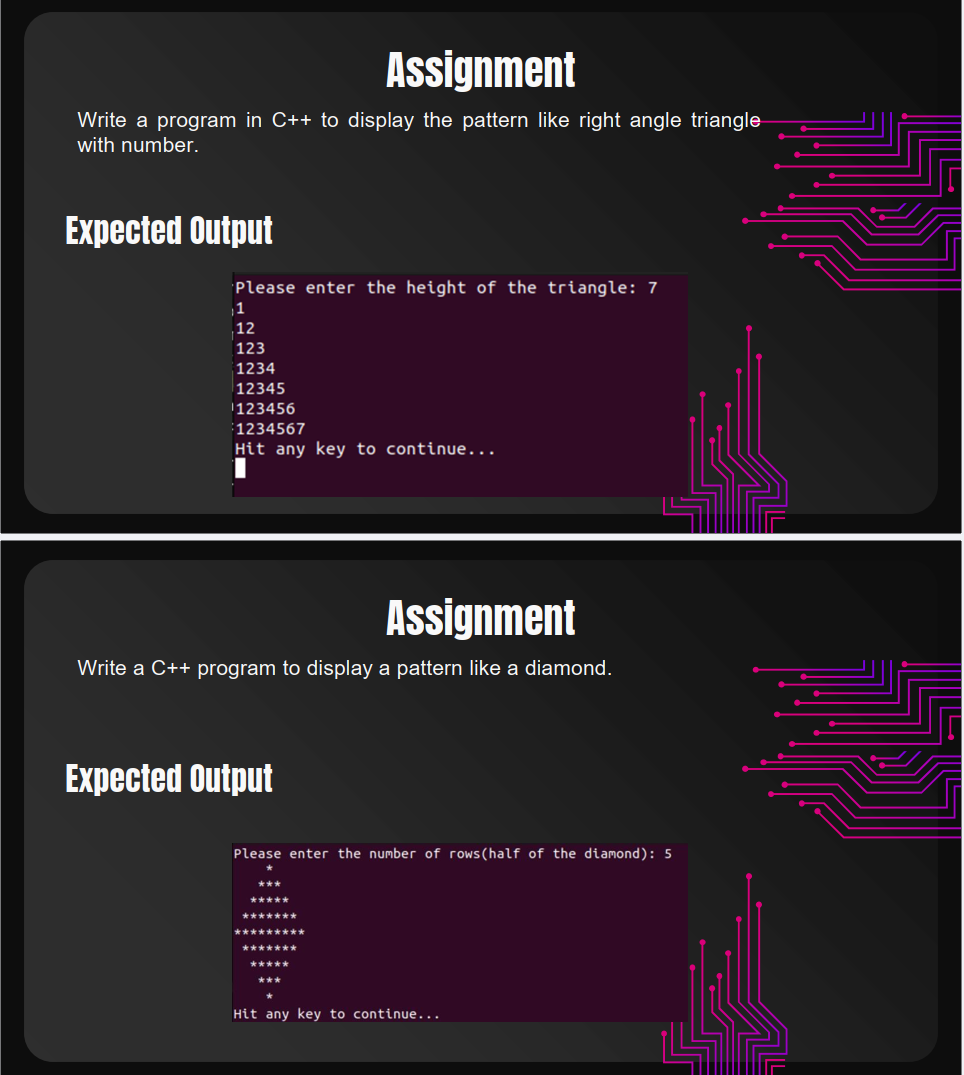 Assignment
Write a program in C++ to display the pattern like right angle triangle
with number.
Expected Output
Please enter the height of the triangle: 7
1
12
123
1234
12345
123456
1234567
Hit any key to continue...
Assignment
Write a C++ program to display a pattern like a diamond.
Expected Output
Please enter the number of rows(half of the diamond): 5
    *
   ***
  *****
 *******
*********
 *******
  *****
   ***
    *
Hit any key to continue...